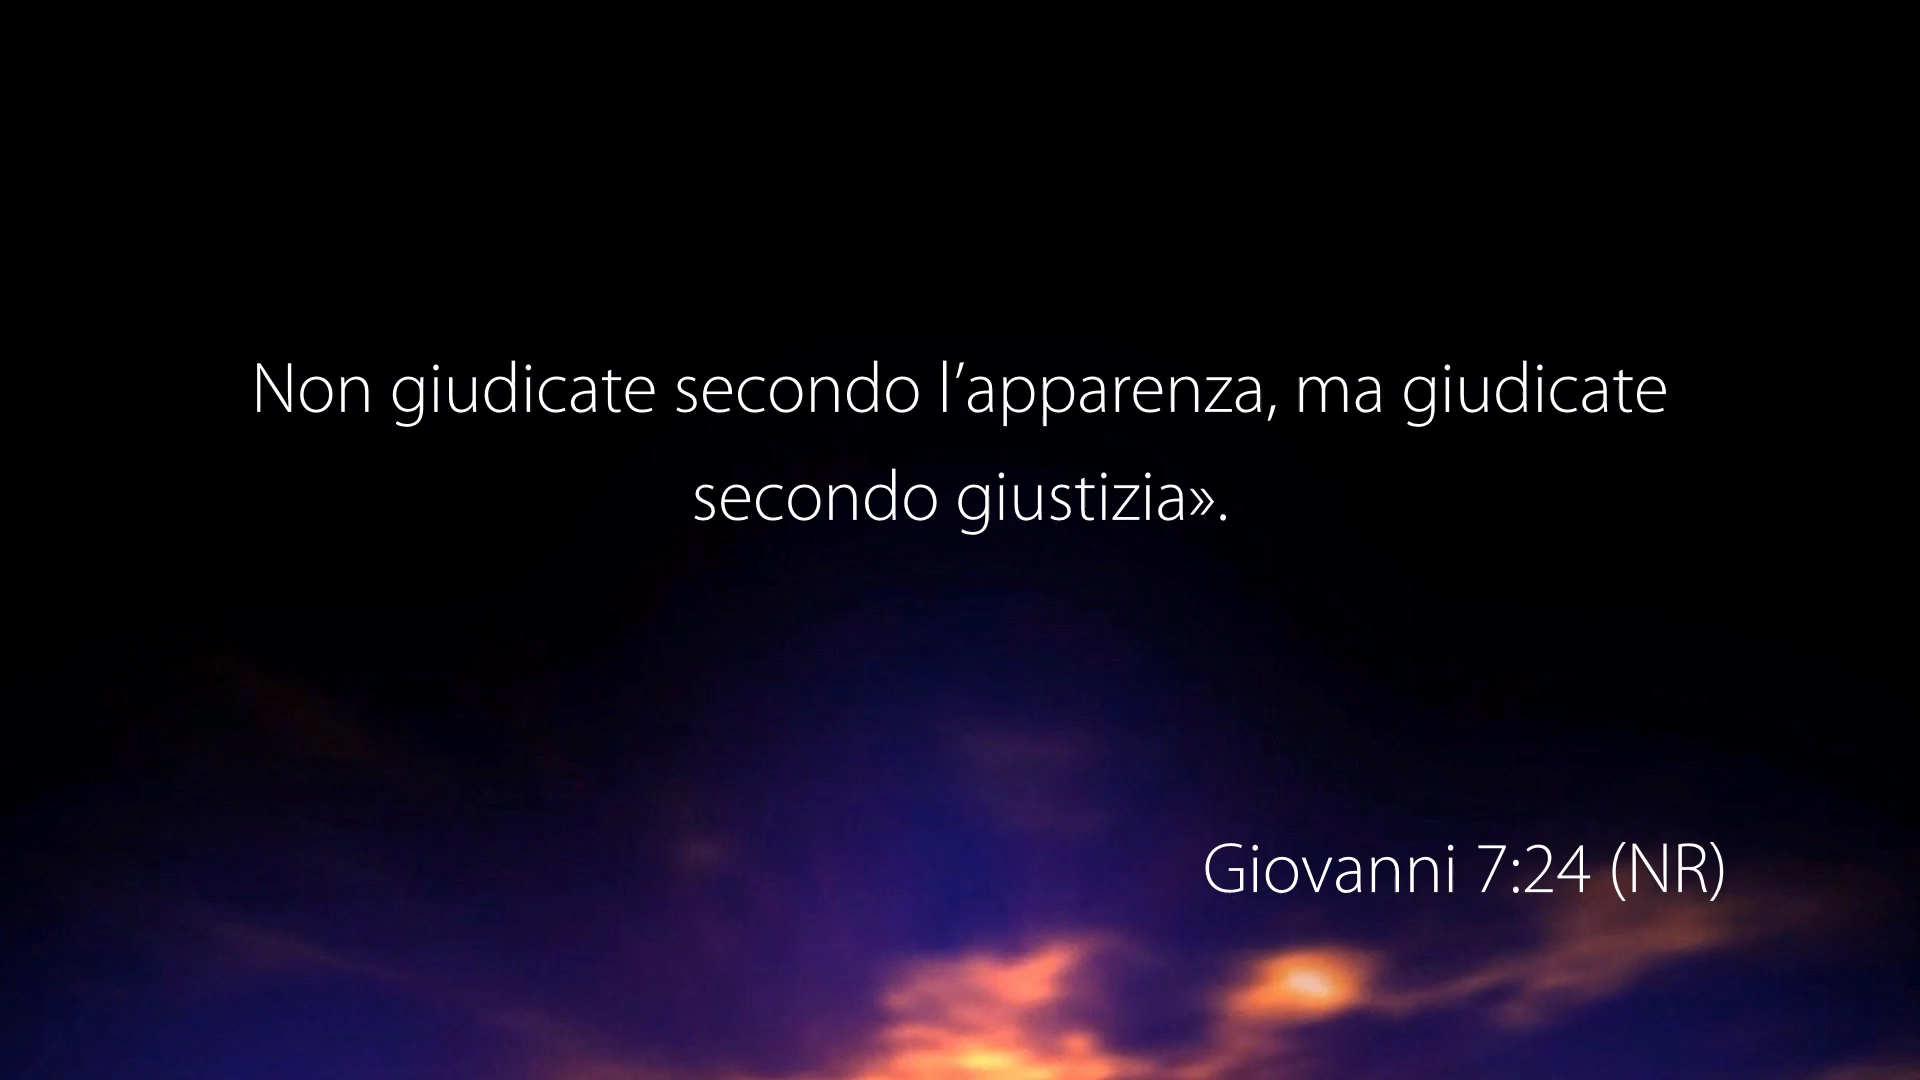 Non giudicate secondo l’apparenza, ma giudicate
secondo giustizia».
Giovanni 7:24 (NR)